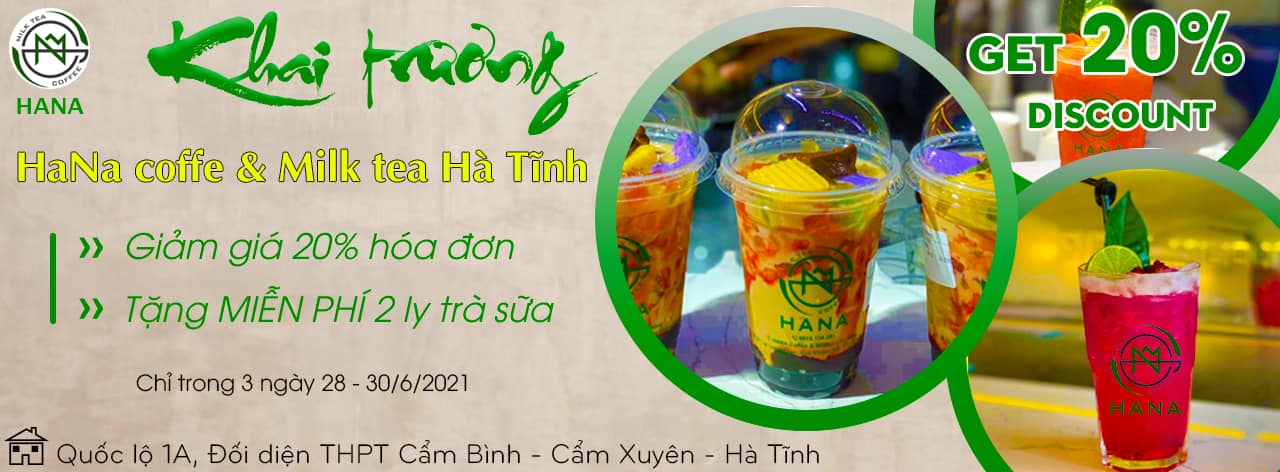 MILK TEA
COFFEE
HANA
Khai trương
HaNa coffe & Milk tea Hà Tĩnh
›› Giảm giá 20% hóa đơn
›› Tặng MIỄN PHÍ 2 ly trà sữa
Chỉ trong 3 ngày 28 - 30/6/2021
Quốc lộ 1A, Đối diện THPT Cẩm Bình - Cẩm Xuyên - Hà Tĩnh
GET 20%
DISCOUNT
HANA
HANA
HANA